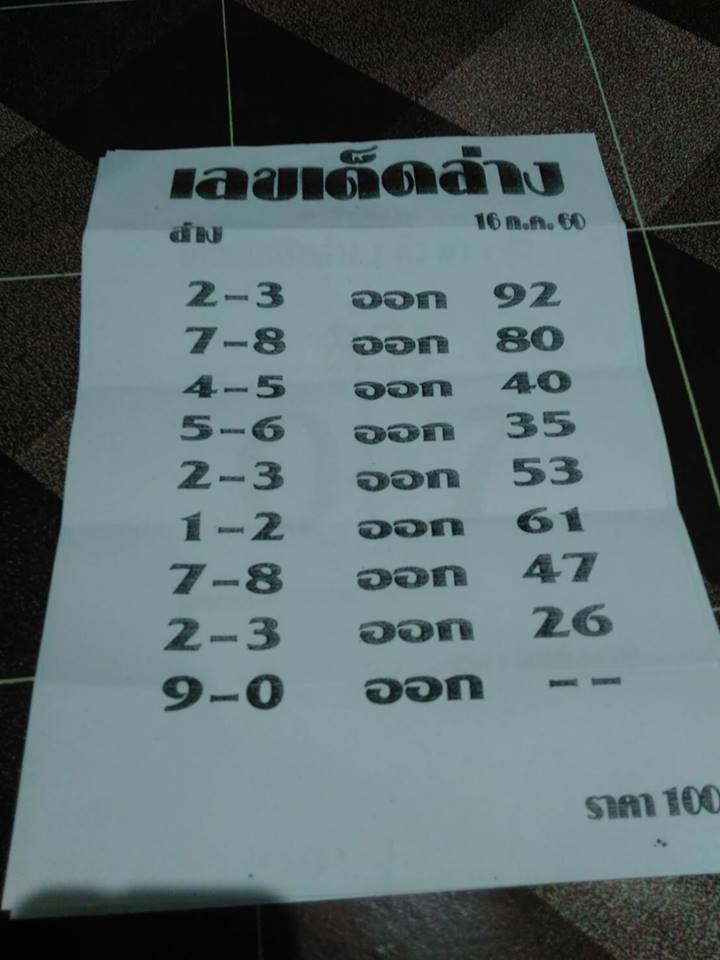 เลขเด็ดล่าง
16 ก.ค. 60
ล่าง
2-3 ออก 92
7-8 ออก 80
4-5 ออก 40
5-6 ออก 35
2-3 ออก 53
1-2 ออก 61
7-8 ออก 47
2-3 ออก 26
9-0 ออก --
ราคา 100